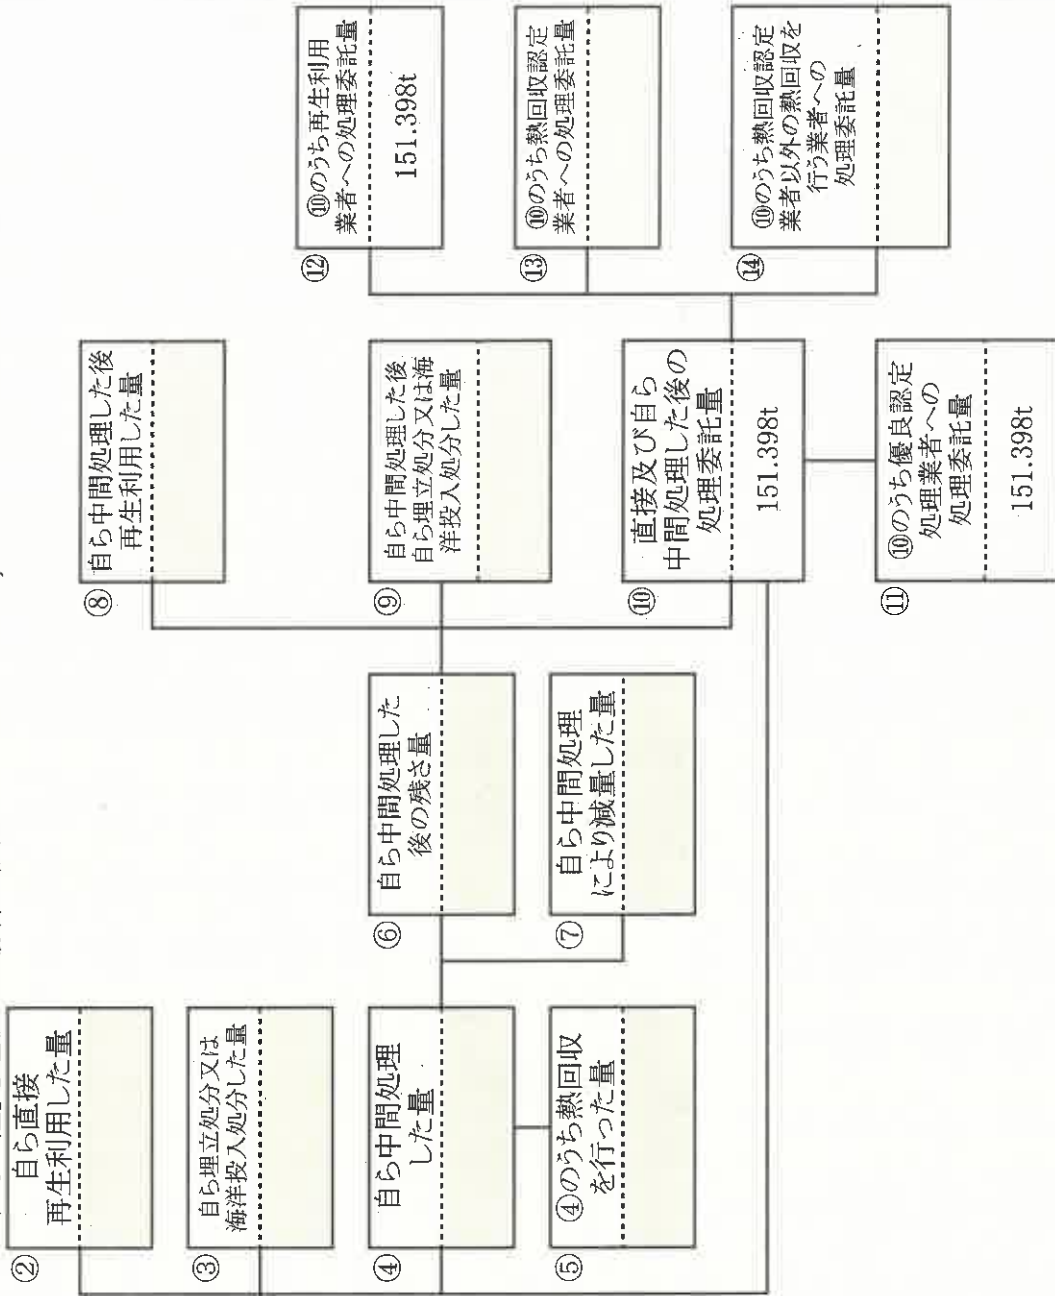 ②
自ら直接
再生利用した量
③
自ら埋立処分又は
海洋投入処分した量
④
自ら中間処理
した量
⑤
④のうち熱回収
を行った量
⑥
自ら中間処理した
後の残さ量
⑦
自ら中間処理
により減量した量
⑧
自ら中間処理した後
再生利用した量
⑨
自ら中間処理した後
自ら埋立処分又は海
洋投入処分した量
⑩
直接及び自ら
中間処理した後の
処理委託量
151.398t
⑪
⑩のうち優良認定
処理業者への
処理委託量
151.398t
⑫
⑩のうち再生利用
業者への処理委託量
151.398t
⑬
⑩のうち熱回収認定
業者への処理委託量
⑭
⑩のうち熱回収認定
業者以外の熱回収を
行う業者への
処理委託量